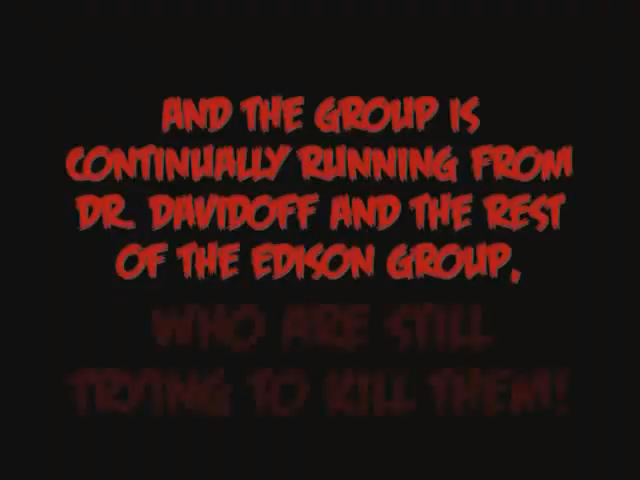 AND THE GROUP IS
CONTINUALLY RUNNING FROM
DR. DAVIDOFF AND THE REST
OF THE EDISON GROUP,
WHO ARE STILL
TRYING TO KILL THEM!